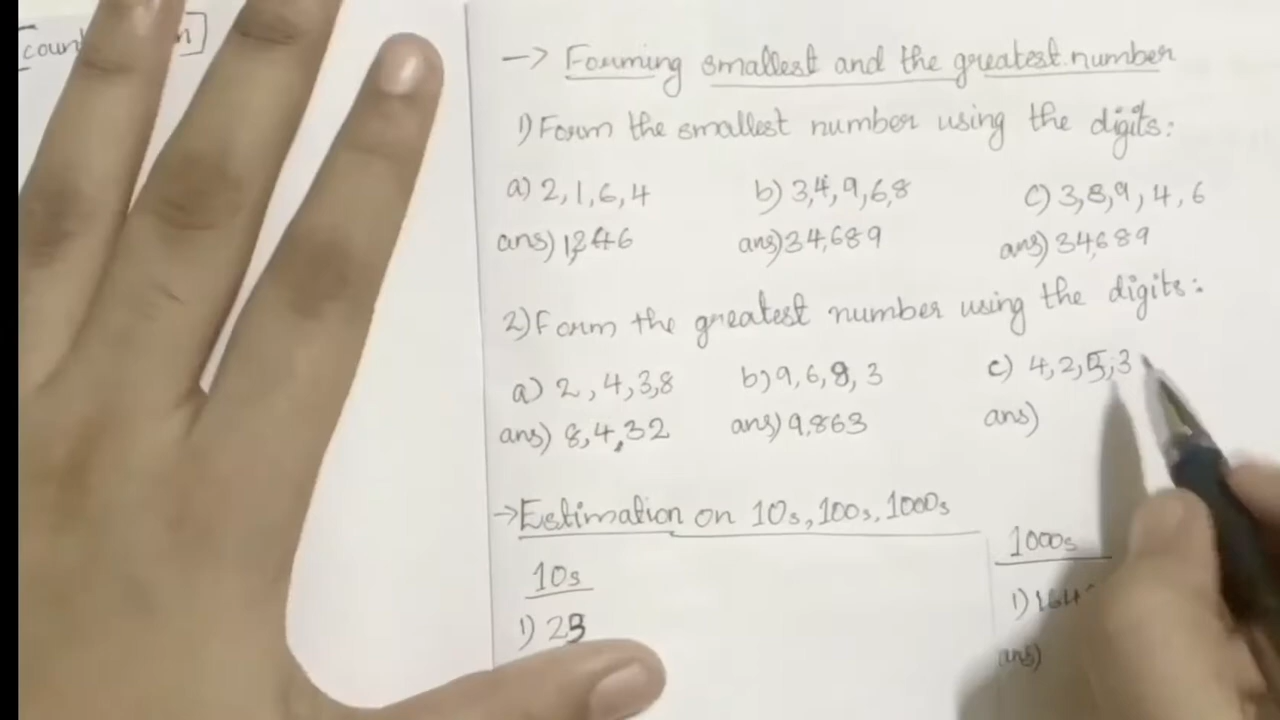 -> Forming smallest and the greatest number
1) Form the smallest number using the digits:
a) 2,1,6,4 b) 3,4,9,6,8 c) 3,8,9,4,6
ans) 1,246 ans) 34,689 ans) 34,689
2) Form the greatest number using the digits:
a) 2,4,3,8 b) 9,6,8,3 c) 4,2,5,3
ans) 8,4,32 ans) 9,863 ans)
-> Estimation on 10s, 100s, 1000s
10s 1000s
1) 23 1)
ans)